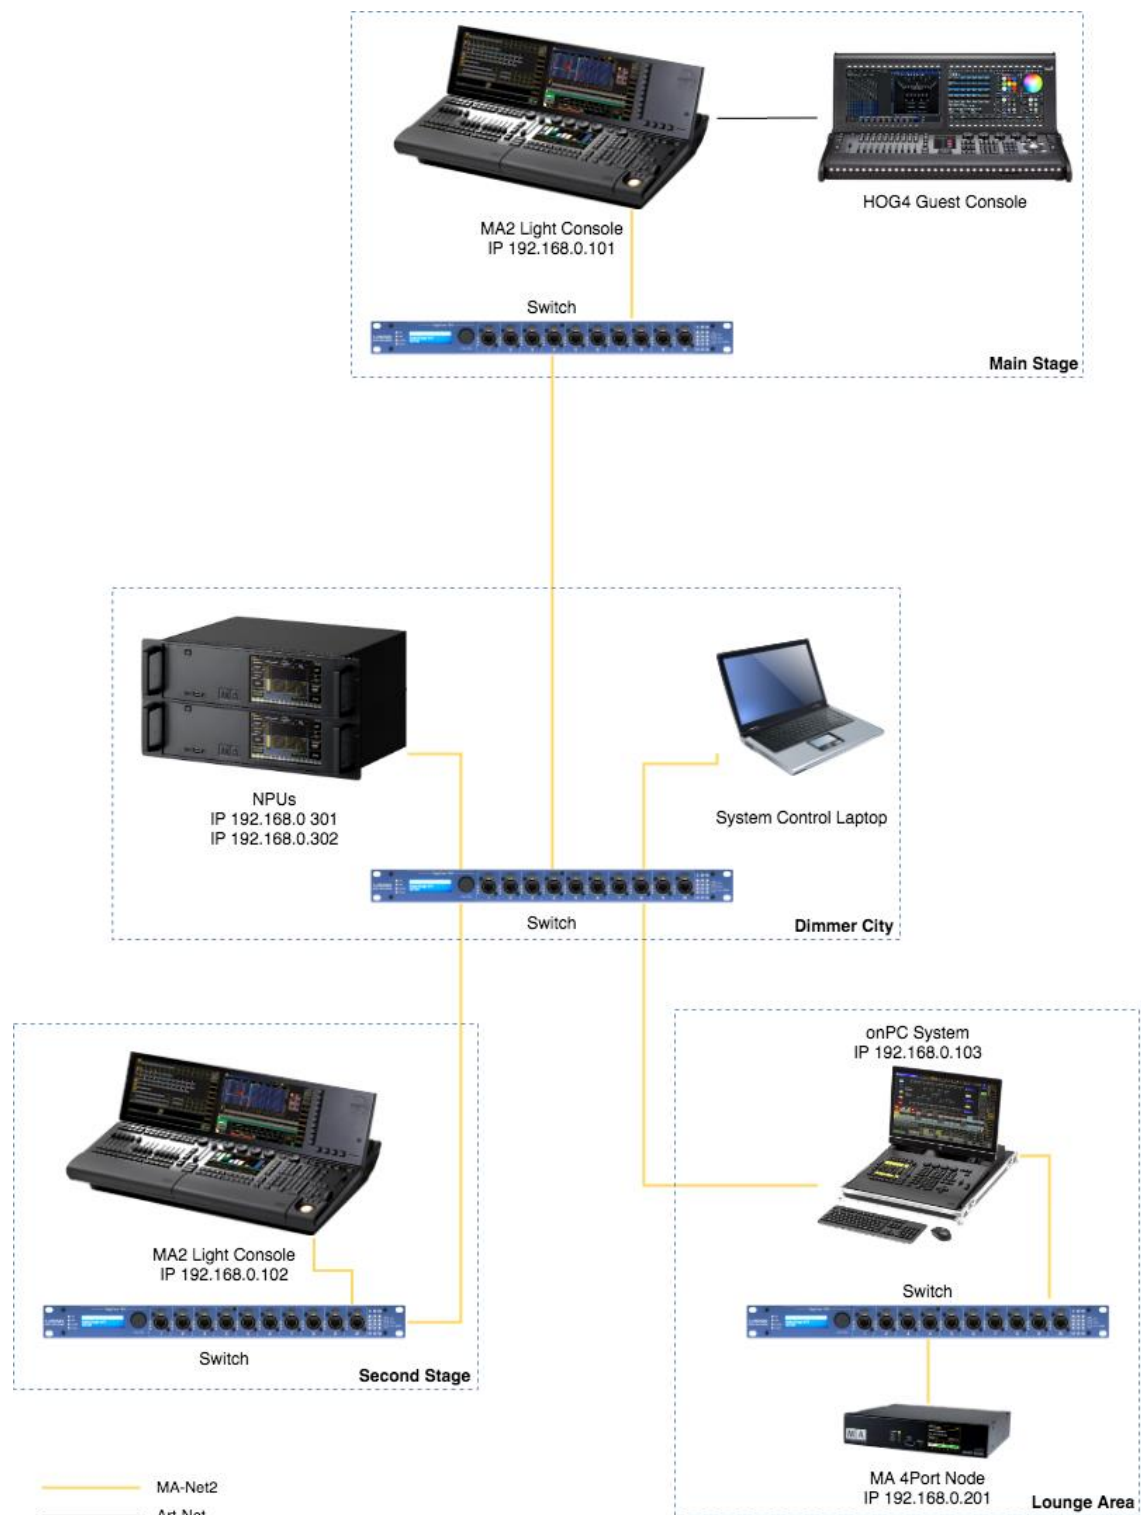 HOG4 Guest Console
MA2 Light Console
IP 192.168.0.101
Switch
Main Stage
NPUs
IP 192.168.0 301
IP 192.168.0.302
System Control Laptop
Switch
Dimmer City
onPC System
IP 192.168.0.103
MA2 Light Console
IP 192.168.0.102
Switch
Switch
Second Stage
MA 4Port Node
IP 192.168.0.201
Lounge Area
MA-Net2
Art-Net